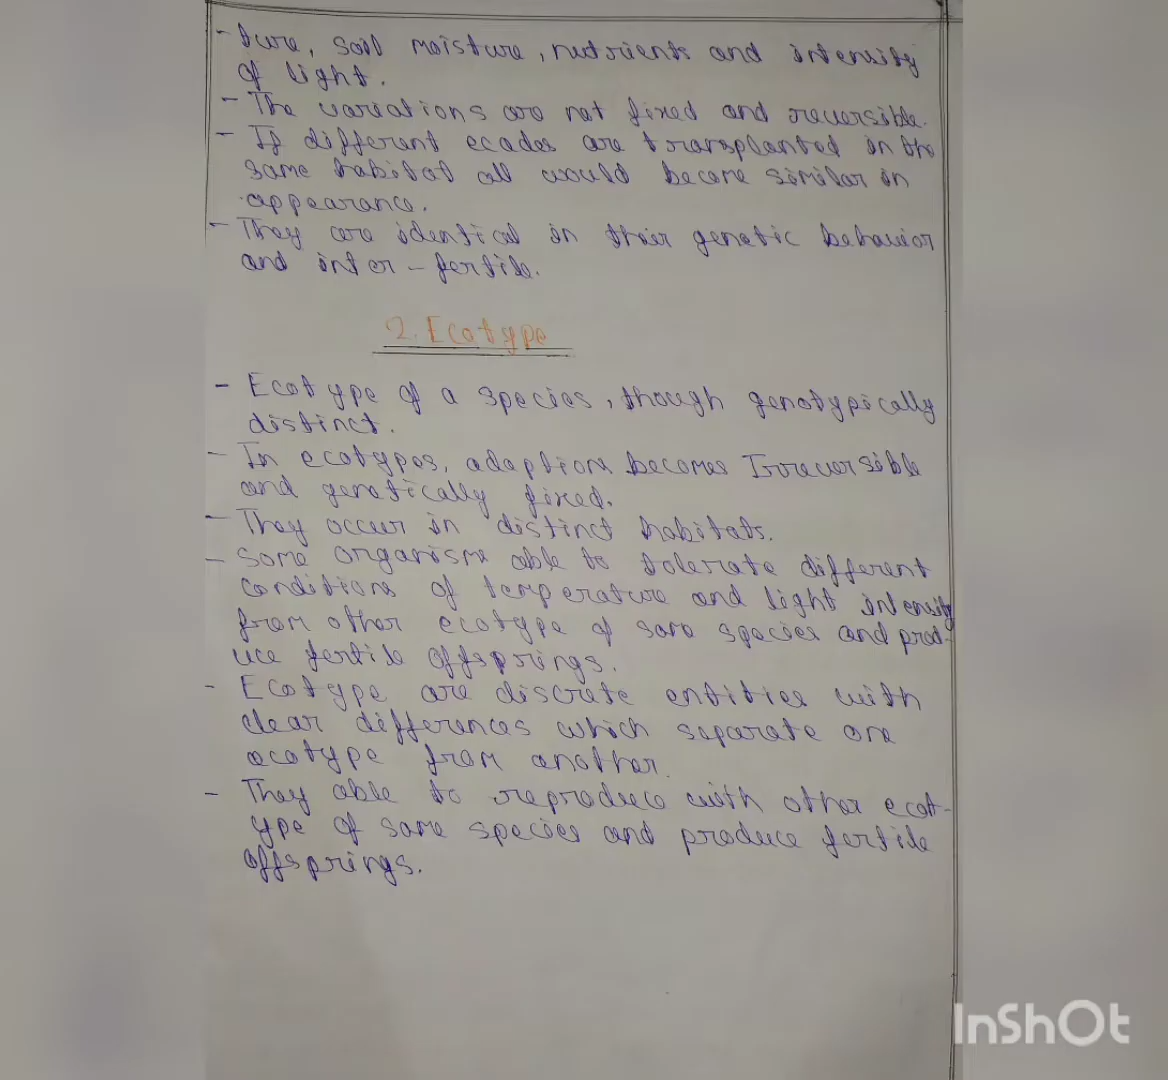 - ture, soil moisture, nutrients and intensity
of light.
- The variations are not fixed and reversible.
- If different ecades are transplanted in the
same habitat all would become similar in
appearance.
- They are identical in their genetic behavior
and inter-fertile.
2. Ecotype
- Ecotype of a species, though genotypically
distinct.
- In ecotypes, adaptions becomes Irreversible
and genetically fixed.
- They occur in distinct habitats.
- Some organisms able to tolerate different
conditions of temperature and light intensity
from other ecotype of same species and prod-
uce fertile offsprings.
- Ecotype are discrete entities with
clear differences which separate one
ecotype from another.
- They able to reproduce with other ecot-
ype of same species and produce fertile
offsprings.
InShOt